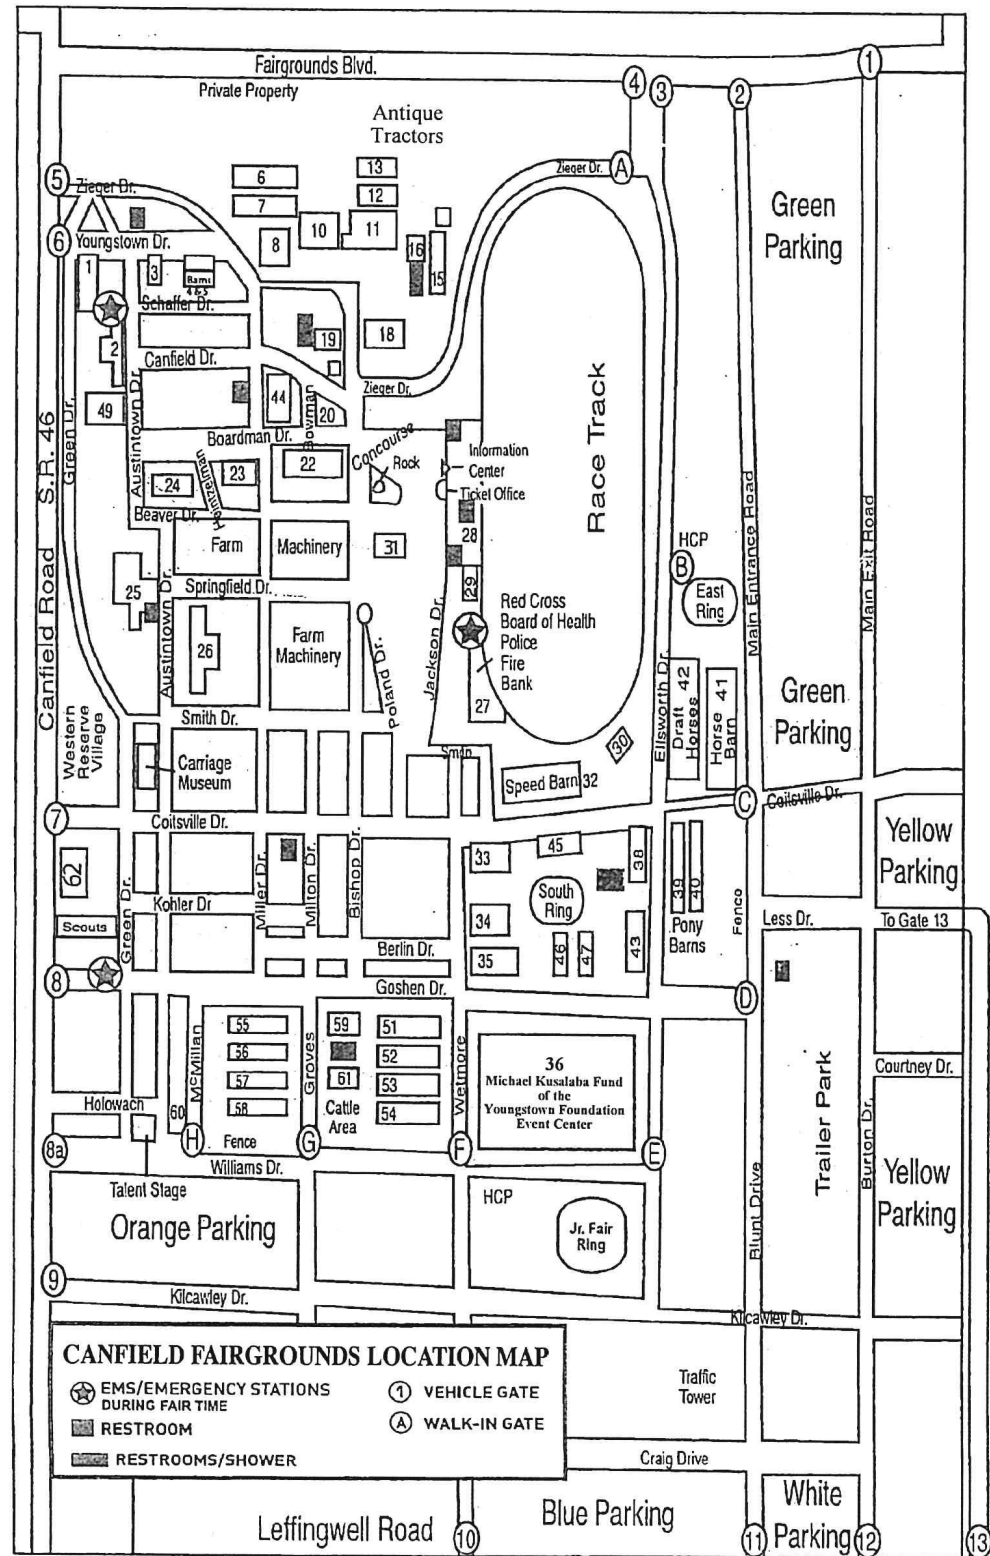 Fairgrounds Blvd.
Private Property
Antique
Tractors
1
4
3
2
A
Zieger Dr.
5
Zieger Dr.
6
Youngstown Dr.
6
7
8
10
13
12
11
16
15
Green
Parking
1
3
Barns
4 & 5
Schaffer Dr.
2
Canfield Dr.
19
18
44
Bowman
20
Zieger Dr.
49
Boardman Dr.
Canfield Road S.R. 46
Green Dr.
Austintown Dr.
24
Heintzelman
23
22
Concourse
Rock
Information
Center
Ticket Office
28
Race Track
Beaver Dr.
Farm
Machinery
31
Springfield Dr.
25
Austintown Dr.
26
Farm
Machinery
Poland Dr.
Jackson Dr.
29
Red Cross
Board of Health
Police
Fire
Bank
27
HCP
B
East
Ring
Main Entrance Road
Main Exit Road
Ellsworth Dr.
Draft
Horses 42
Horse
Barn
41
Green
Parking
30
Smith Dr.
Western
Reserve
Village
Carriage
Museum
Speed Barn 32
C
Coitsville Dr.
7
Coitsville Dr.
62
Scouts
Green Dr.
Kohler Dr
Miller Dr.
Milton Dr.
Bishop Dr.
33
45
38
South
Ring
34
35
46
47
43
39
40
Pony
Barns
Fence
Less Dr.
Yellow
Parking
To Gate 13
Berlin Dr.
Goshen Dr.
8
D
McMillan
55
56
57
58
Groves
59
61
Cattle
Area
51
52
53
54
Wetmore
36
Michael Kusalaba Fund
of the
Youngstown Foundation
Event Center
Courtney Dr.
Holowach
60
8a
H
Fence
G
F
E
Williams Dr.
Talent Stage
Orange Parking
HCP
Jr. Fair
Ring
Blunt Drive
Trailer Park
Burton Dr.
Yellow
Parking
9
Kilcawley Dr.
Kilcawley Dr.
CANFIELD FAIRGROUNDS LOCATION MAP
EMS/EMERGENCY STATIONS
DURING FAIR TIME
1 VEHICLE GATE
RESTROOM
A WALK-IN GATE
RESTROOMS/SHOWER
Traffic
Tower
Craig Drive
Leffingwell Road
10
Blue Parking
11
White
Parking
12
13